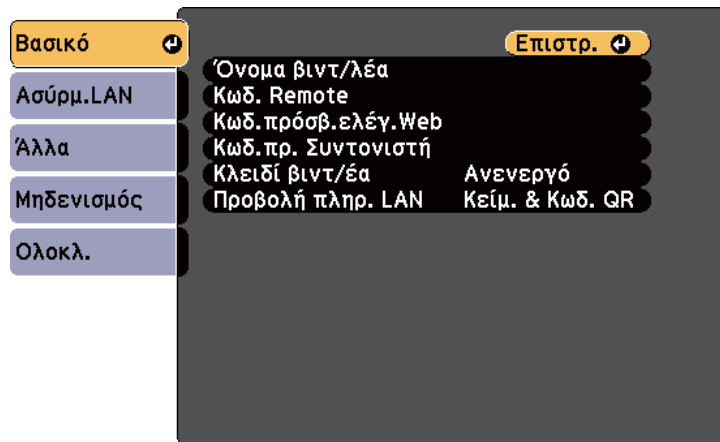 Βασικό
Ασύρμ.LAN
Άλλα
Μηδενισμός
Ολοκλ.
Επιστρ.
Όνομα βιντ/λέα
Κωδ. Remote
Κωδ.πρόσβ.ελέγ.Web
Κωδ.πρ. Συντονιστή
Κλειδί βιντ/έα Ανενεργό
Προβολή πληρ. LAN Κείμ. & Κωδ. QR